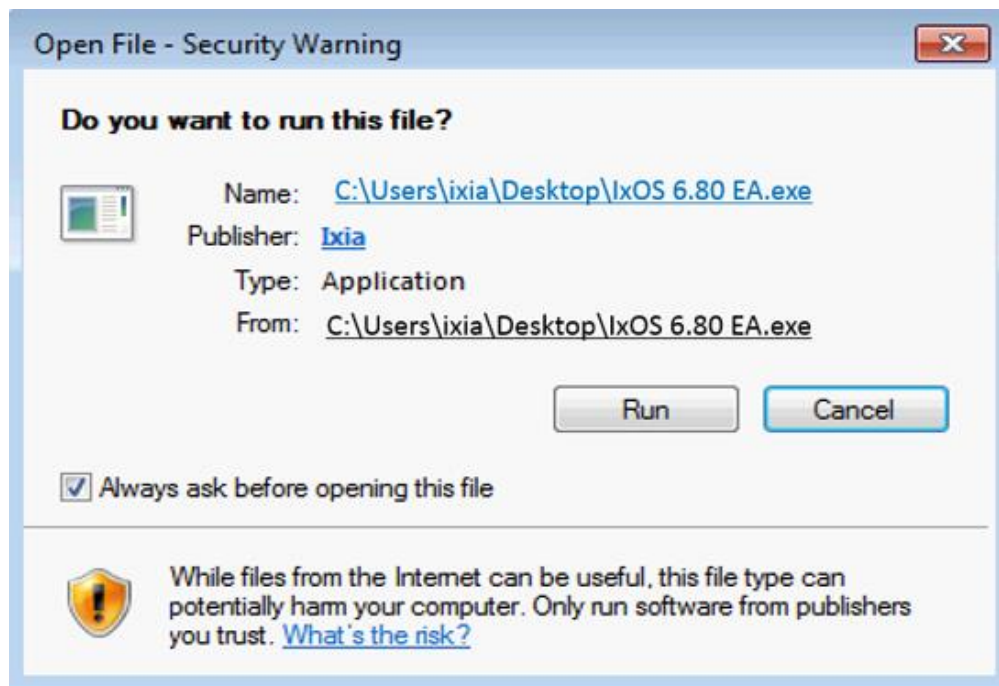 Open File - Security Warning
Do you want to run this file?
Name: C:\Users\ixia\Desktop\IxOS 6.80 EA.exe
Publisher: Ixia
Type: Application
From: C:\Users\ixia\Desktop\IxOS 6.80 EA.exe
Run Cancel
Always ask before opening this file
While files from the Internet can be useful, this file type can
potentially harm your computer. Only run software from publishers
you trust. What's the risk?